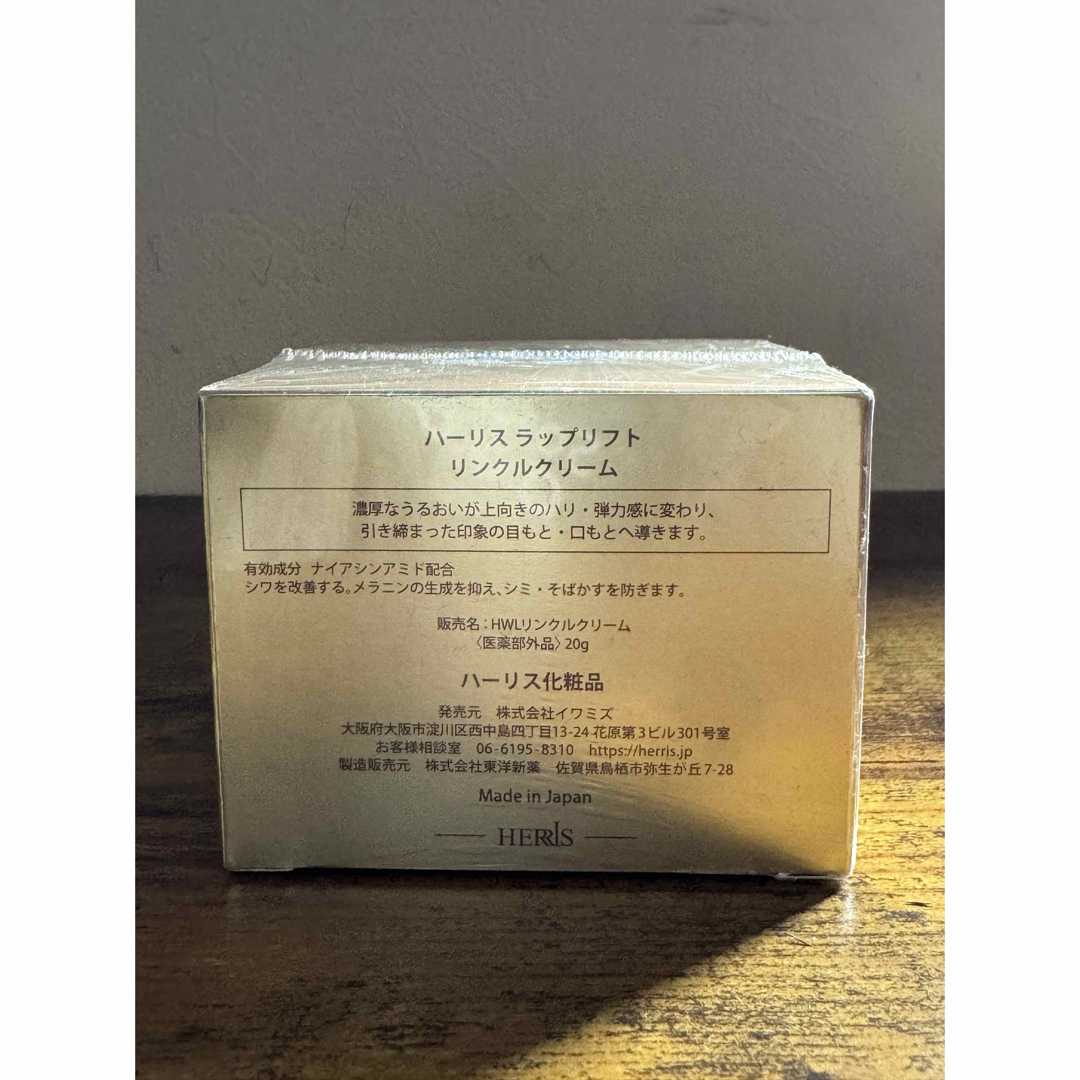 ハーリス ラップリフト
リンクルクリーム
濃厚なうるおいが上向きのハリ・弾力感に変わり、
引き締まった印象の目もと・口もとへ導きます。
有効成分 ナイアシンアミド配合
シワを改善する。メラニンの生成を抑え、シミ・そばかすを防ぎます。
販売名：HWLリンクルクリーム
〈医薬部外品〉20g
ハーリス化粧品
発売元 株式会社イワミズ
大阪府大阪市淀川区西中島四丁目13-24 花原第3ビル301号室
お客様相談室 06-6195-8310 https://herris.jp
製造販売元 株式会社東洋新薬 佐賀県鳥栖市弥生が丘7-28
Made in Japan
HERRIS